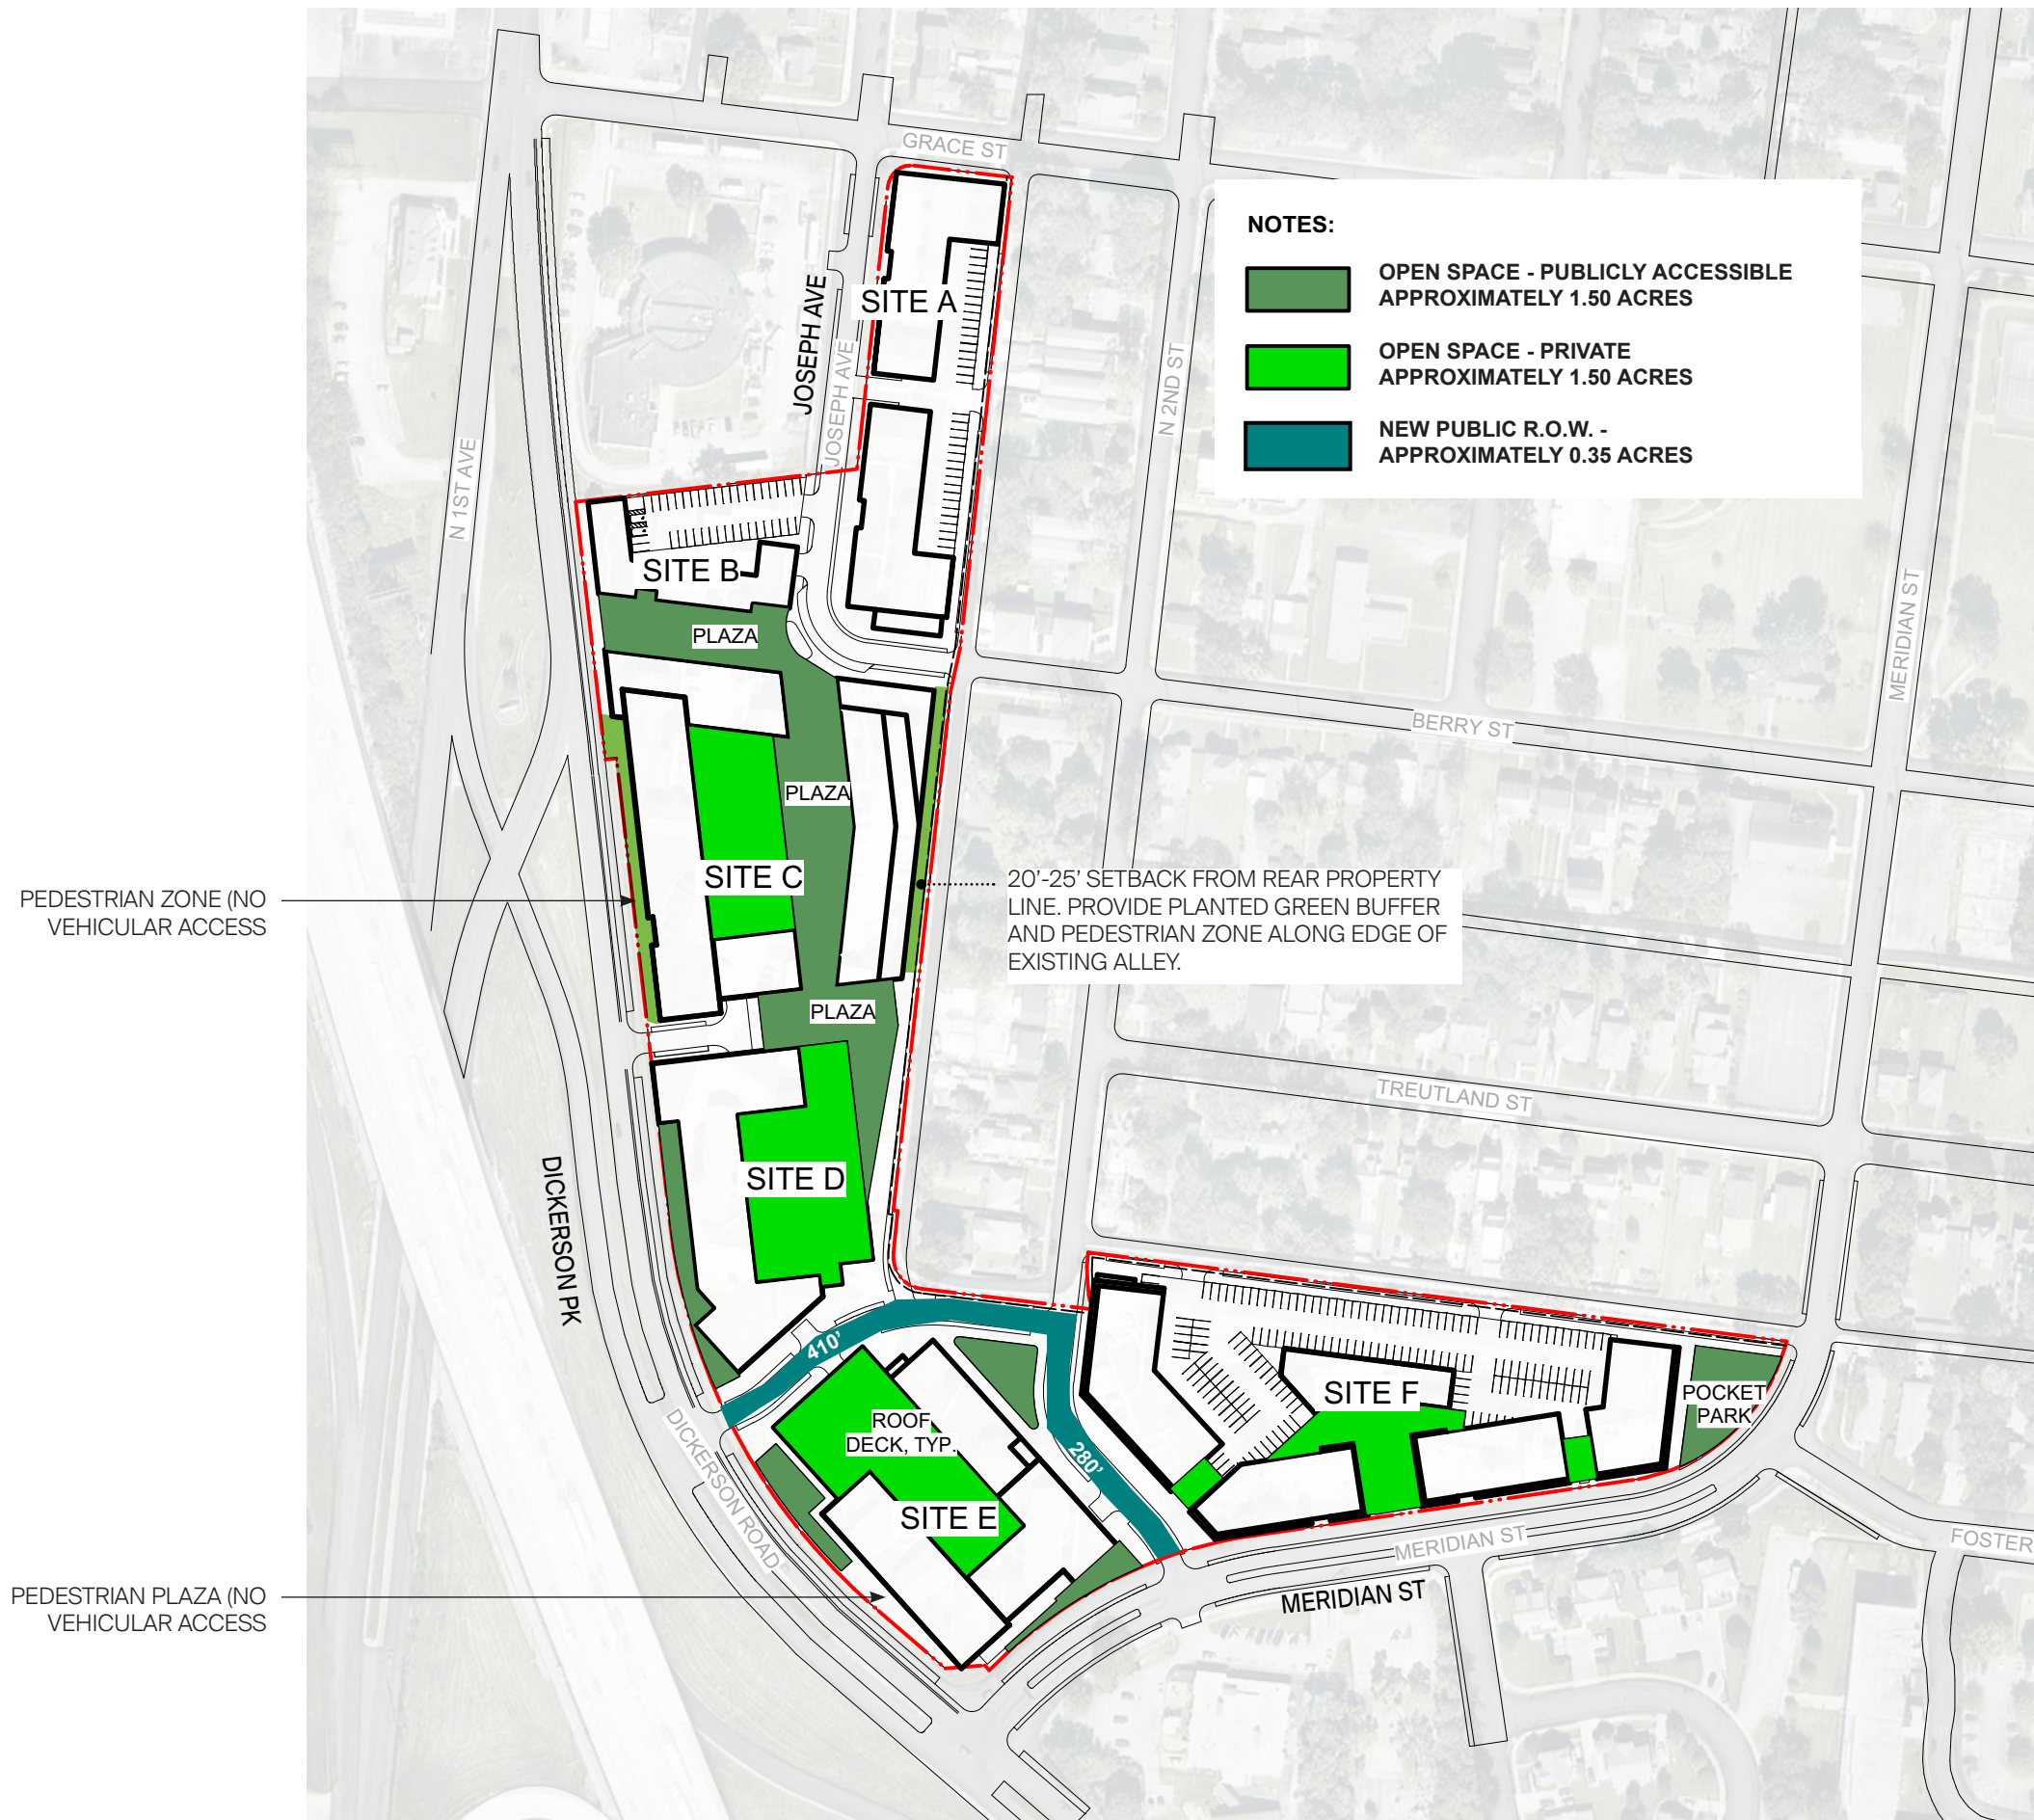 GRACE ST
NOTES:
OPEN SPACE - PUBLICLY ACCESSIBLE
APPROXIMATELY 1.50 ACRES
OPEN SPACE - PRIVATE
APPROXIMATELY 1.50 ACRES
NEW PUBLIC R.O.W. -
APPROXIMATELY 0.35 ACRES
SITE A
JOSEPH AVE
JOSEPH AVE
N 2ND ST
N 1ST AVE
SITE B
PLAZA
MERIDIAN ST
BERRY ST
PLAZA
SITE C
PEDESTRIAN ZONE (NO
VEHICULAR ACCESS
20'-25' SETBACK FROM REAR PROPERTY
LINE. PROVIDE PLANTED GREEN BUFFER
AND PEDESTRIAN ZONE ALONG EDGE OF
EXISTING ALLEY.
PLAZA
TREUTLAND ST
SITE D
DICKERSON PK
410'
SITE F
POCKET
PARK
ROOF
DECK, TYP.
280'
DICKERSON ROAD
SITE E
MERIDIAN ST
FOSTER
MERIDIAN ST
PEDESTRIAN PLAZA (NO
VEHICULAR ACCESS